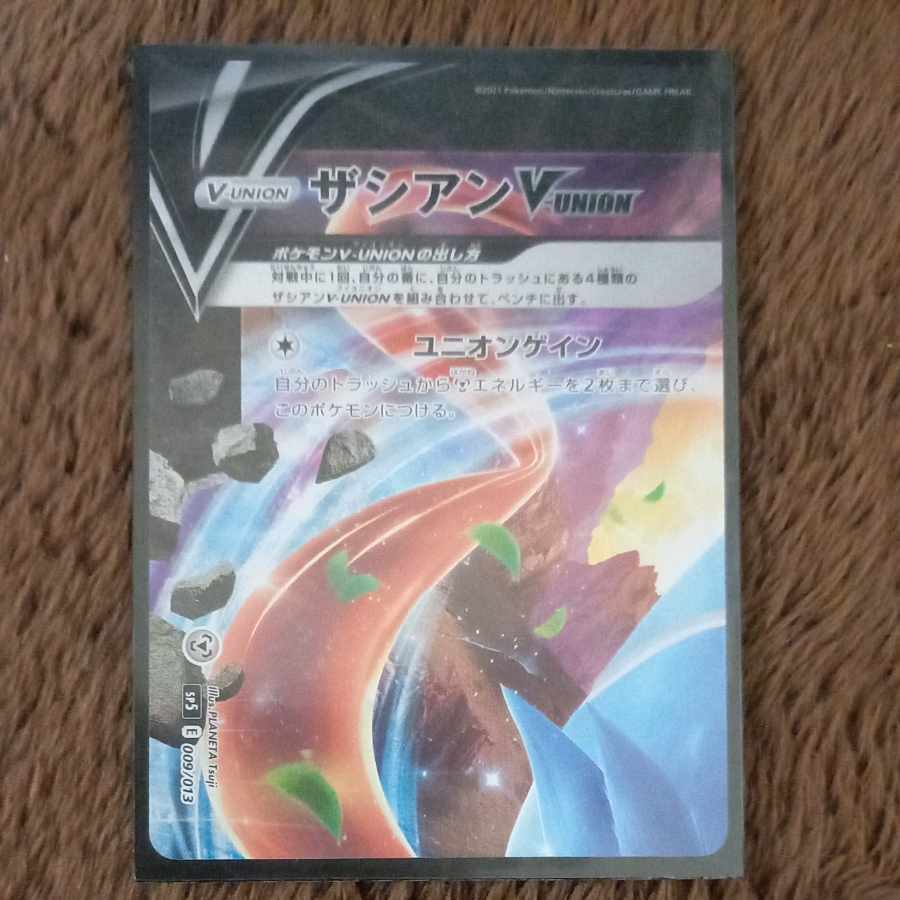 ©2021 Pokémon/Nintendo/Creatures/GAME FREAK
V-UNION ザシアンV-UNION
ポケモンV-UNIONの出し方
対戦中に1回、自分の番に、自分のトラッシュにある4種類の
ザシアンV-UNIONを組み合わせて、ベンチに出す。
ユニオンゲイン
自分のトラッシュからエネルギーを2枚まで選び、
このポケモンにつける。
Illus.PLANETA Tsuji
SP5 E 009/013